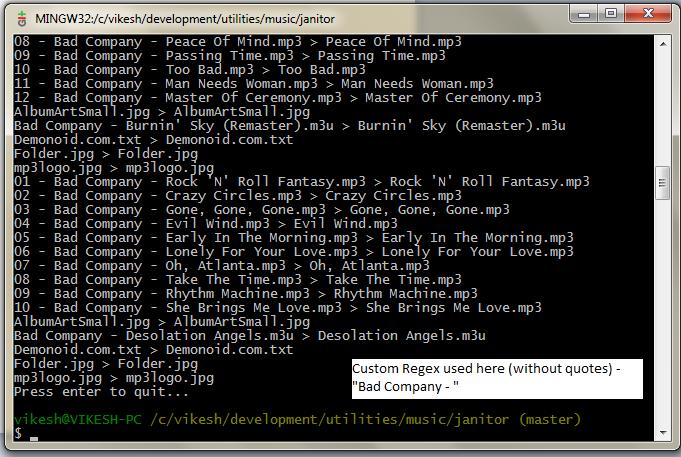 MINGW32:/c/vikesh/development/utilities/music/janitor
08 - Bad Company - Peace Of Mind.mp3 > Peace Of Mind.mp3
09 - Bad Company - Passing Time.mp3 > Passing Time.mp3
10 - Bad Company - Too Bad.mp3 > Too Bad.mp3
11 - Bad Company - Man Needs Woman.mp3 > Man Needs Woman.mp3
12 - Bad Company - Master Of Ceremony.mp3 > Master Of Ceremony.mp3
AlbumArtSmall.jpg > AlbumArtSmall.jpg
Bad Company - Burnin' Sky (Remaster).m3u > Burnin' Sky (Remaster).m3u
Demonoid.com.txt > Demonoid.com.txt
Folder.jpg > Folder.jpg
mp3logo.jpg > mp3logo.jpg
01 - Bad Company - Rock 'N' Roll Fantasy.mp3 > Rock 'N' Roll Fantasy.mp3
02 - Bad Company - Crazy Circles.mp3 > Crazy Circles.mp3
03 - Bad Company - Gone, Gone, Gone.mp3 > Gone, Gone, Gone.mp3
04 - Bad Company - Evil Wind.mp3 > Evil Wind.mp3
05 - Bad Company - Early In The Morning.mp3 > Early In The Morning.mp3
06 - Bad Company - Lonely For Your Love.mp3 > Lonely For Your Love.mp3
07 - Bad Company - Oh, Atlanta.mp3 > Oh, Atlanta.mp3
08 - Bad Company - Take The Time.mp3 > Take The Time.mp3
09 - Bad Company - Rhythm Machine.mp3 > Rhythm Machine.mp3
10 - Bad Company - She Brings Me Love.mp3 > She Brings Me Love.mp3
AlbumArtSmall.jpg > AlbumArtSmall.jpg
Bad Company - Desolation Angels.m3u > Desolation Angels.m3u
Demonoid.com.txt > Demonoid.com.txt
Folder.jpg > Folder.jpg
mp3logo.jpg > mp3logo.jpg
Press enter to quit...
Custom Regex used here (without quotes) -
"Bad Company - "
vikesh@VIKESH-PC /c/vikesh/development/utilities/music/janitor (master)
$